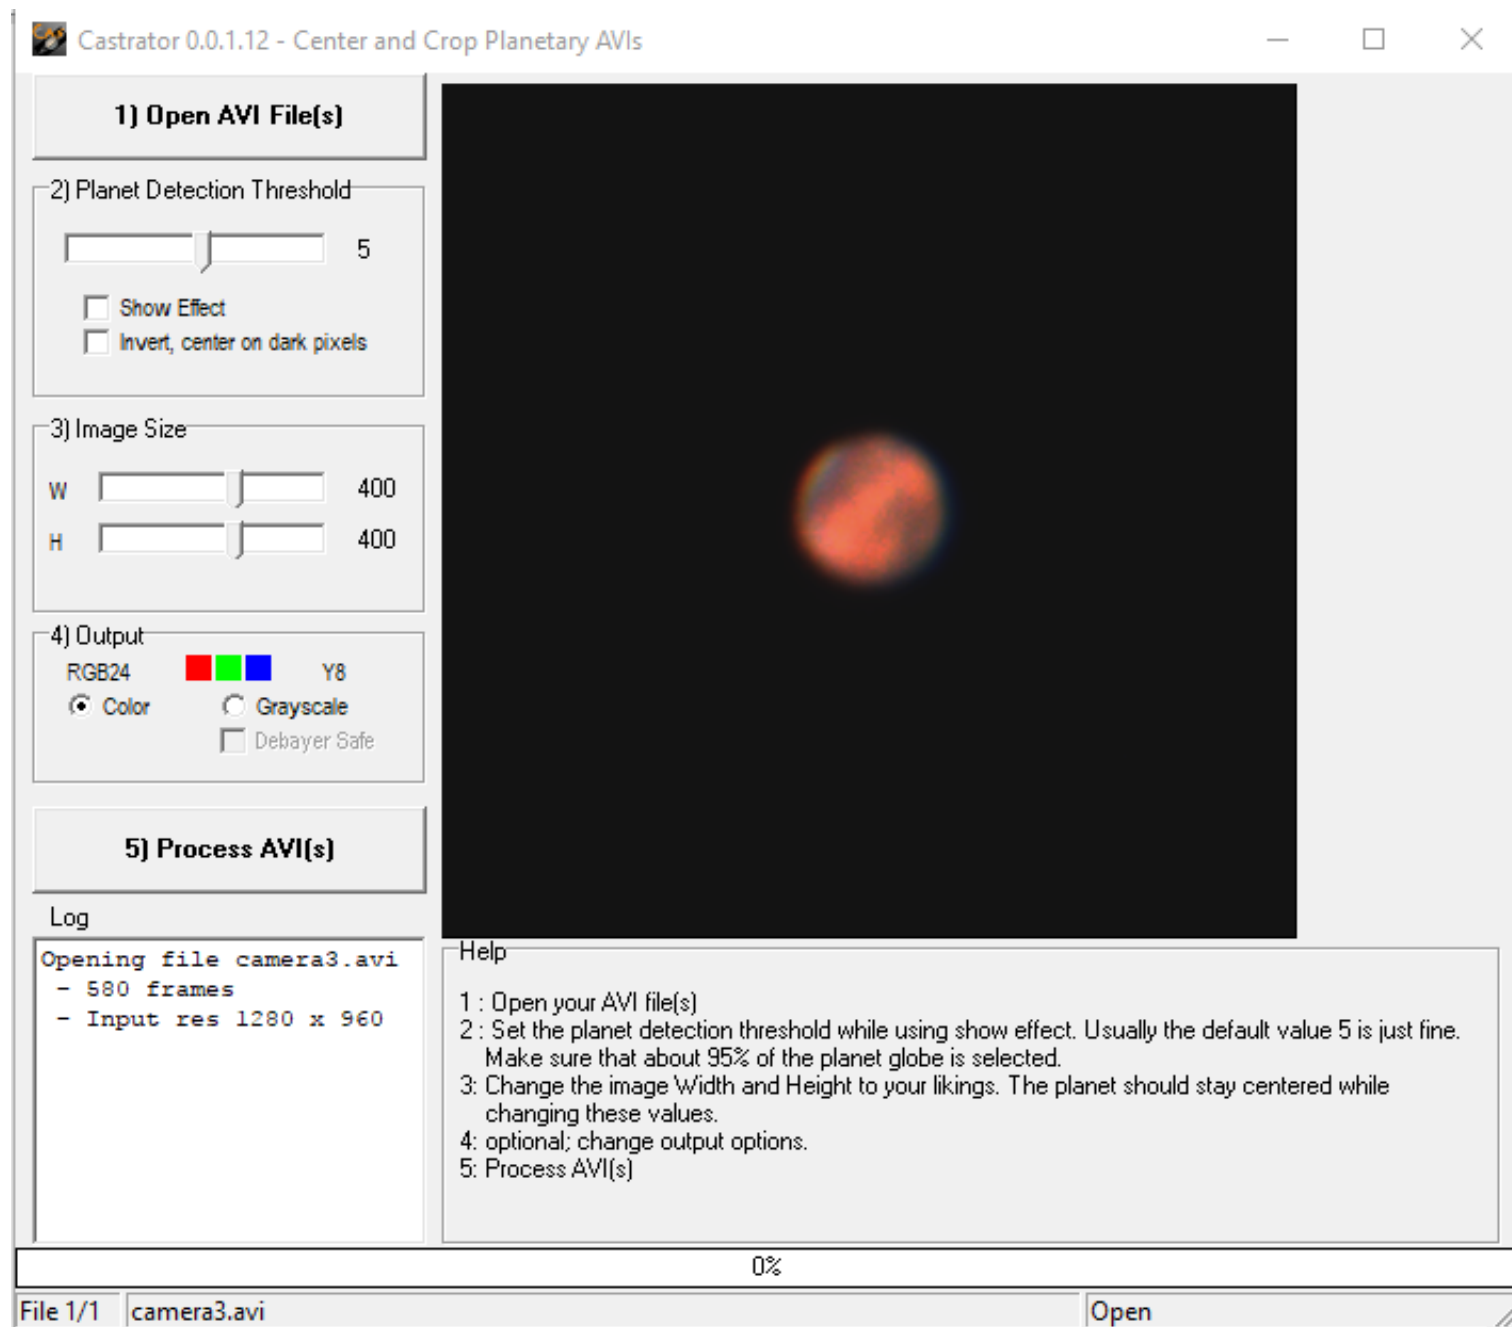 Castrator 0.0.1.12 - Center and Crop Planetary AVIs
1) Open AVI File(s)
2) Planet Detection Threshold
5
Show Effect
Invert, center on dark pixels
3) Image Size
W 400
H 400
4) Output
RGB24 Y8
Color Grayscale
Debayer Safe
5) Process AVI(s)
Log
Opening file camera3.avi
- 580 frames
- Input res 1280 x 960
Help
1 : Open your AVI file(s)
2 : Set the planet detection threshold while using show effect. Usually the default value 5 is just fine.
Make sure that about 95% of the planet globe is selected.
3: Change the image Width and Height to your likings. The planet should stay centered while
changing these values.
4: optional; change output options.
5: Process AVI(s)
0%
File 1/1 camera3.avi Open